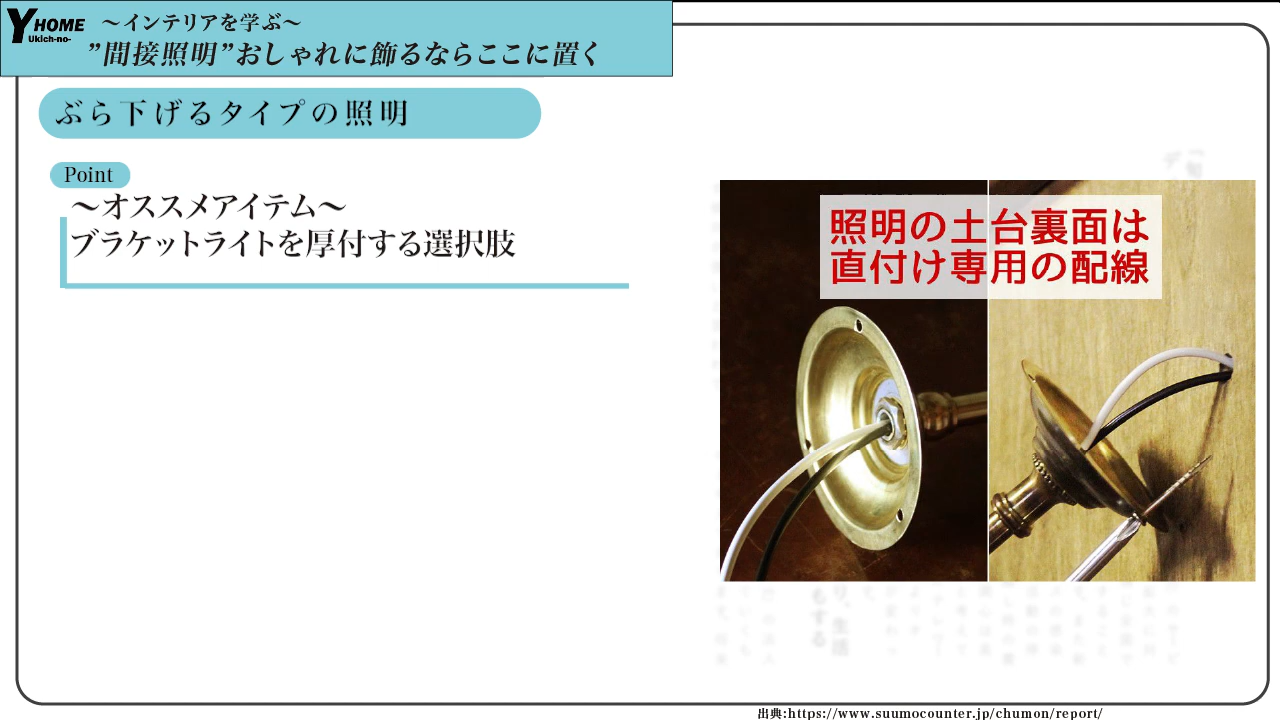 YHOME
Ukich-no-
～インテリアを学ぶ～
”間接照明”おしゃれに飾るならここに置く
ぶら下げるタイプの照明
Point
～オススメアイテム～
ブラケットライトを厚付する選択肢
照明の土台裏面は
直付け専用の配線
出典:https://www.suumocounter.jp/chumon/report/